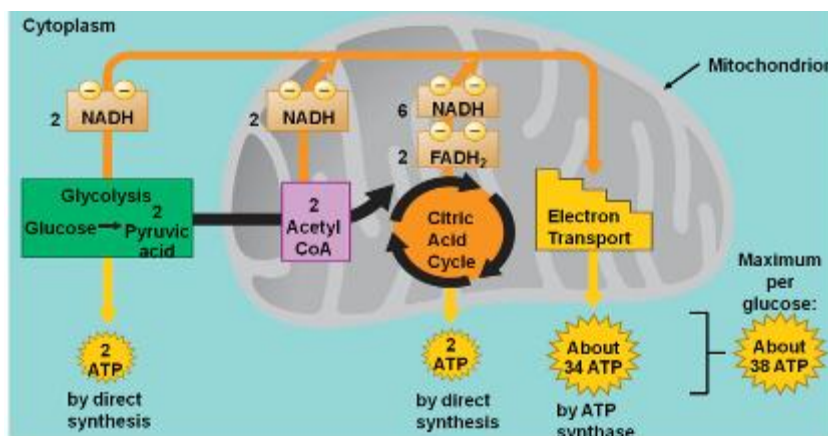 Cytoplasm
Mitochondrion
2 NADH
2 NADH
6 NADH
2 FADH₂
Glycolysis
Glucose 2
Pyruvic
acid
2
Acetyl
CoA
Citric
Acid
Cycle
Electron
Transport
Maximum
per
glucose:
2
ATP
2
ATP
About
34 ATP
About
38 ATP
by direct
synthesis
by direct
synthesis
by ATP
synthase